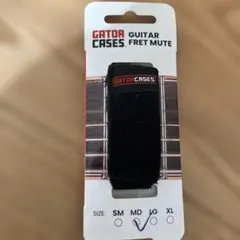 GATOR CASES GUITAR FRET MUTE
GATOR CASES
SIZE: SM MD LG XL